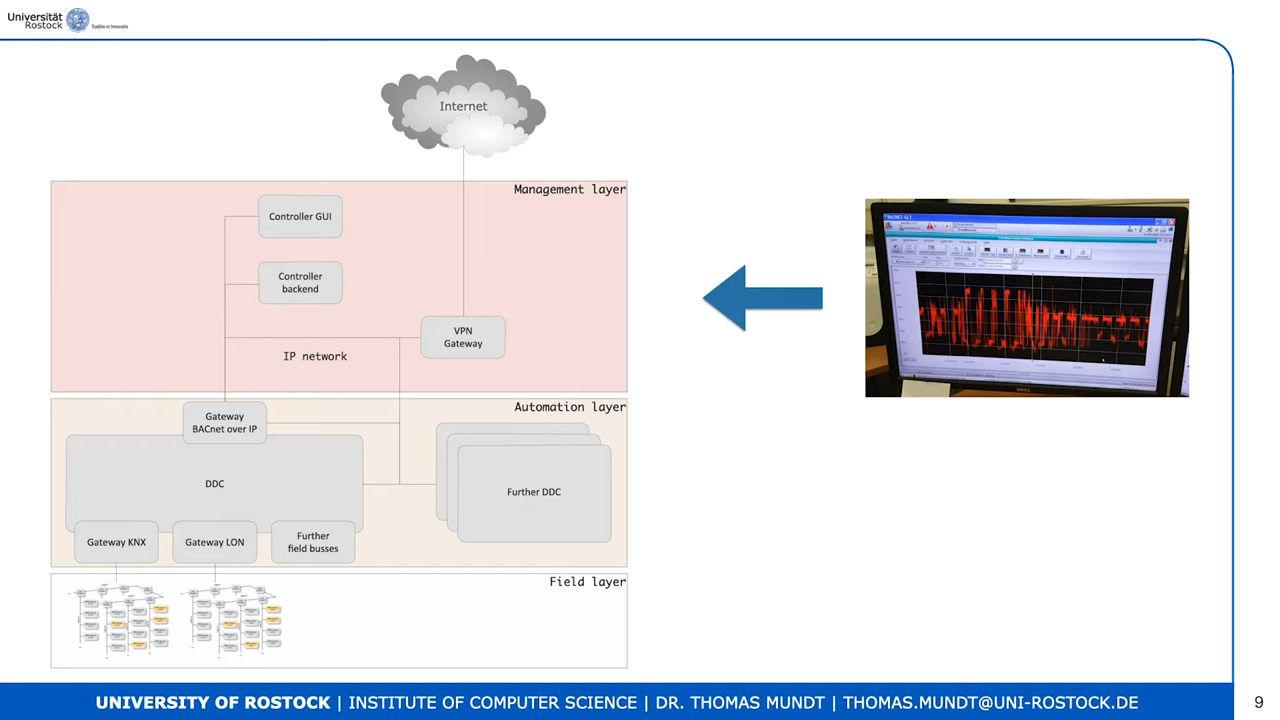 Universität
Rostock
Traditio et Innovatio
Internet
Management layer
Controller GUI
Controller
backend
VPN
Gateway
IP network
Automation layer
Gateway
BACnet over IP
DDC
Further DDC
Gateway KNX
Gateway LON
Further
field busses
Field layer
DELL
UNIVERSITY OF ROSTOCK | INSTITUTE OF COMPUTER SCIENCE | DR. THOMAS MUNDT | THOMAS.MUNDT@UNI-ROSTOCK.DE
9